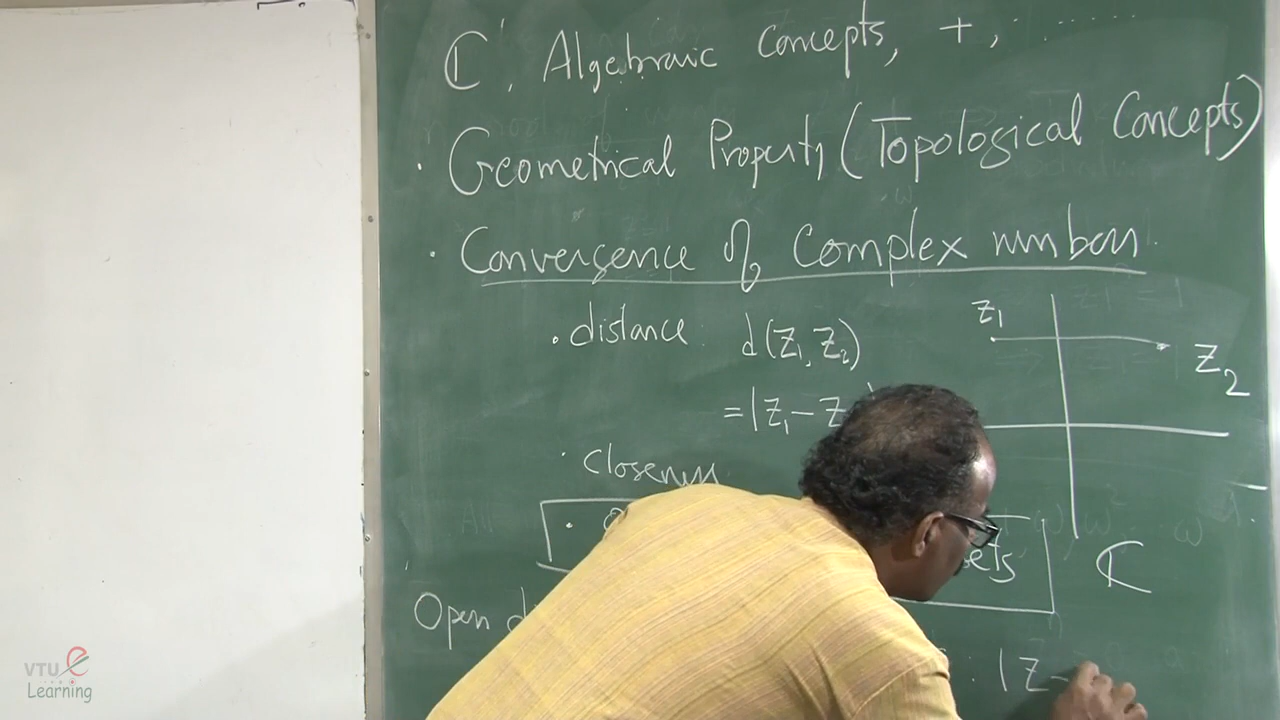 ℂ, Algebraic Concepts, +, · ......
· Geometrical Property (Topological Concepts)
· Convergence of Complex numbers
· distance: d(z₁, z₂)
= |z₁ - z
z₁
z₂
· closeness
sets
ℂ
Open
: |z-
VTU e
Learning